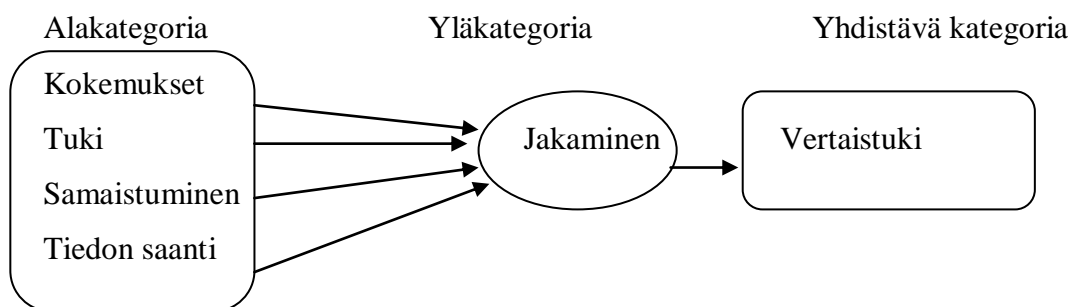 Alakategoria Yläkategoria Yhdistävä kategoria
Kokemukset
Tuki Jakaminen Vertaistuki
Samaistuminen
Tiedon saanti